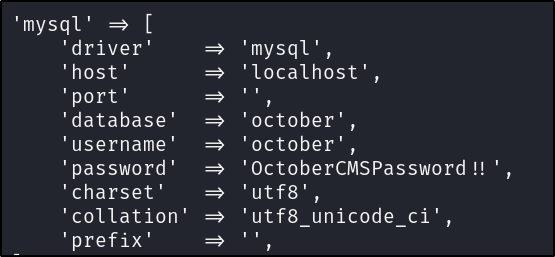 'mysql' => [
    'driver'    => 'mysql',
    'host'      => 'localhost',
    'port'      => '',
    'database'  => 'october',
    'username'  => 'october',
    'password'  => 'OctoberCMSPassword!!',
    'charset'   => 'utf8',
    'collation' => 'utf8_unicode_ci',
    'prefix'    => '',